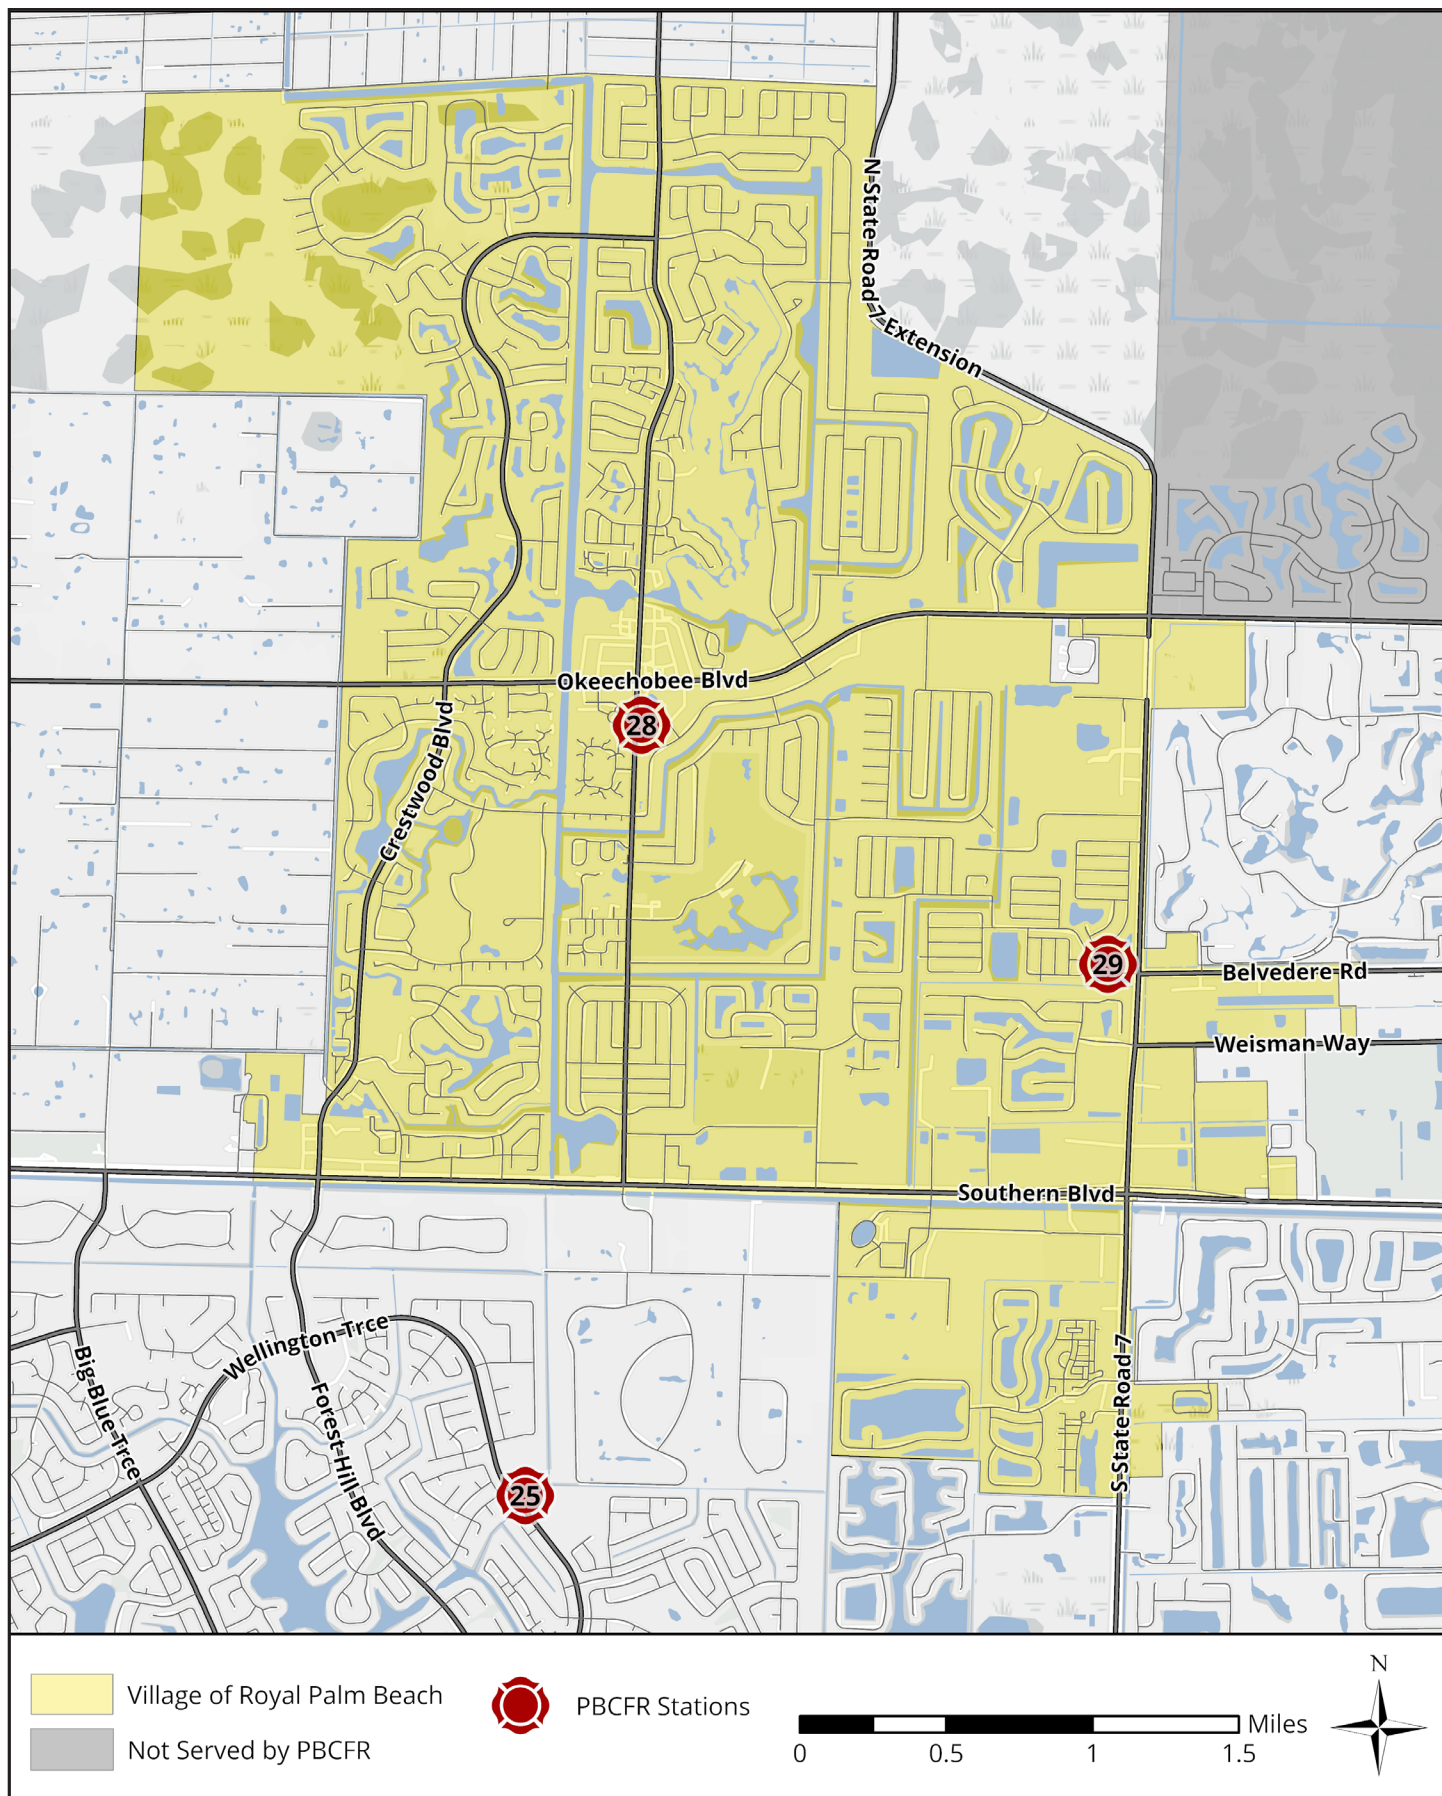 N State Road 7 Extension
Okeechobee Blvd
28
Crestwood Blvd
29
Belvedere Rd
Weisman Way
Southern Blvd
Wellington Trce
Big Blue Trce
Forest Hill Blvd
S State Road 7
25
Village of Royal Palm Beach
Not Served by PBCFR
PBCFR Stations
Miles
0 0.5 1 1.5
N